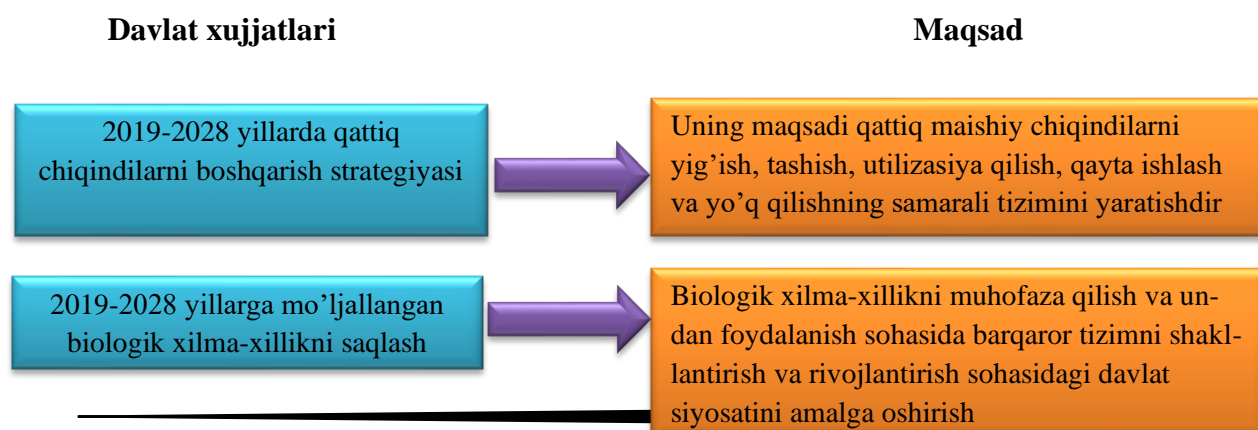 Davlat xujjatlari
Maqsad
2019-2028 yillarda qattiq
chiqindilarni boshqarish strategiyasi
Uning maqsadi qattiq maishiy chiqindilarni
yig’ish, tashish, utilizasiya qilish, qayta ishlash
va yo’q qilishning samarali tizimini yaratishdir
2019-2028 yillarga mo’ljallangan
biologik xilma-xillikni saqlash
Biologik xilma-xillikni muhofaza qilish va un-
dan foydalanish sohasida barqaror tizimni shakl-
lantirish va rivojlantirish sohasidagi davlat
siyosatini amalga oshirish